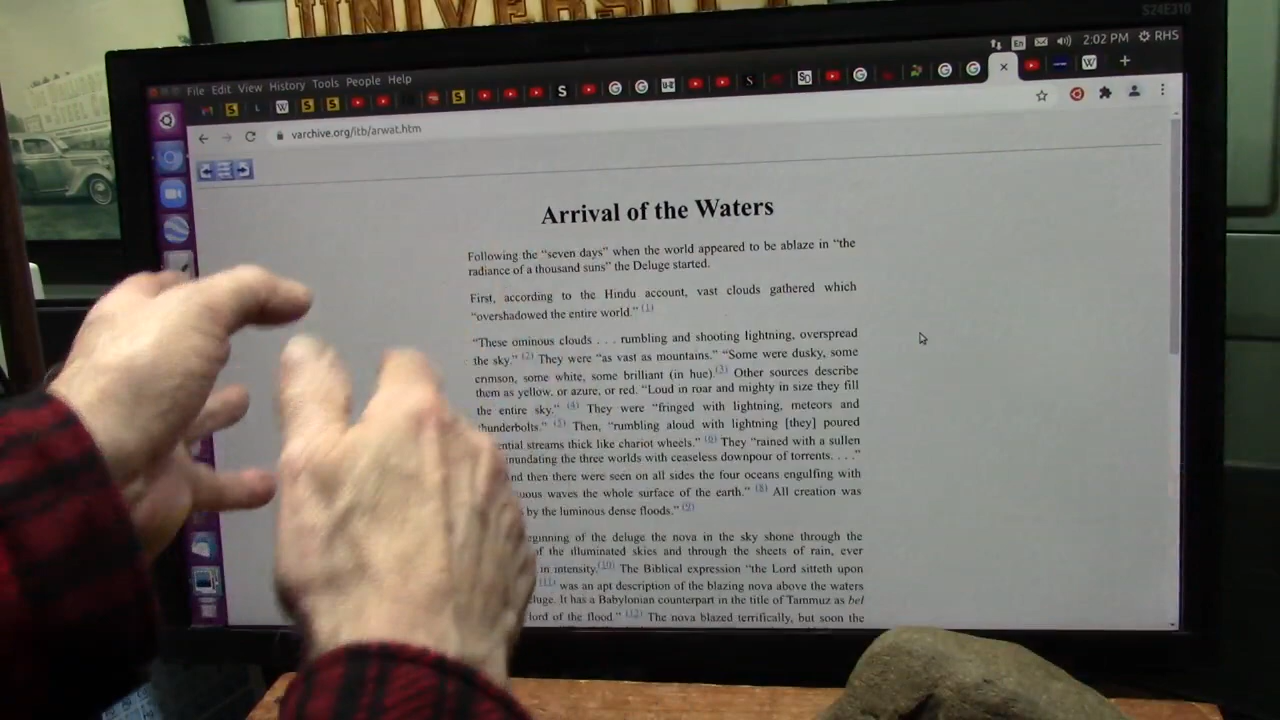 UNIVERSITY
S24E310
File Edit View History Tools People Help
En 2:02 PM RHS
varchive.org/itb/arwat.htm
Arrival of the Waters
Following the “seven days” when the world appeared to be ablaze in “the
radiance of a thousand suns” the Deluge started.
First, according to the Hindu account, vast clouds gathered which
“overshadowed the entire world.” (1)
“These ominous clouds . . . rumbling and shooting lightning, overspread
the sky.” (2) They were “as vast as mountains.” “Some were dusky, some
crimson, some white, some brilliant (in hue) (3) Other sources describe
them as yellow, or azure, or red. “Loud in roar and mighty in size they fill
the entire sky.” (4) They were “fringed with lightning, meteors and
thunderbolts.” (5) Then, “rumbling aloud with lightning [they] poured
streams thick like chariot wheels.” (6) They “rained with a sullen
inundating the three worlds with ceaseless downpour of torrents. . . .”
And then there were seen on all sides the four oceans engulfing with
waves the whole surface of the earth.” (8) All creation was
by the luminous dense floods.” (9)
of the deluge the nova in the sky shone through the
of the illuminated skies and through the sheets of rain, ever
in intensity.(10) The Biblical expression “the Lord sitteth upon
(11) was an apt description of the blazing nova above the waters
It has a Babylonian counterpart in the title of Tammuz as bel
lord of the flood.” (12) The nova blazed terrifically, but soon the